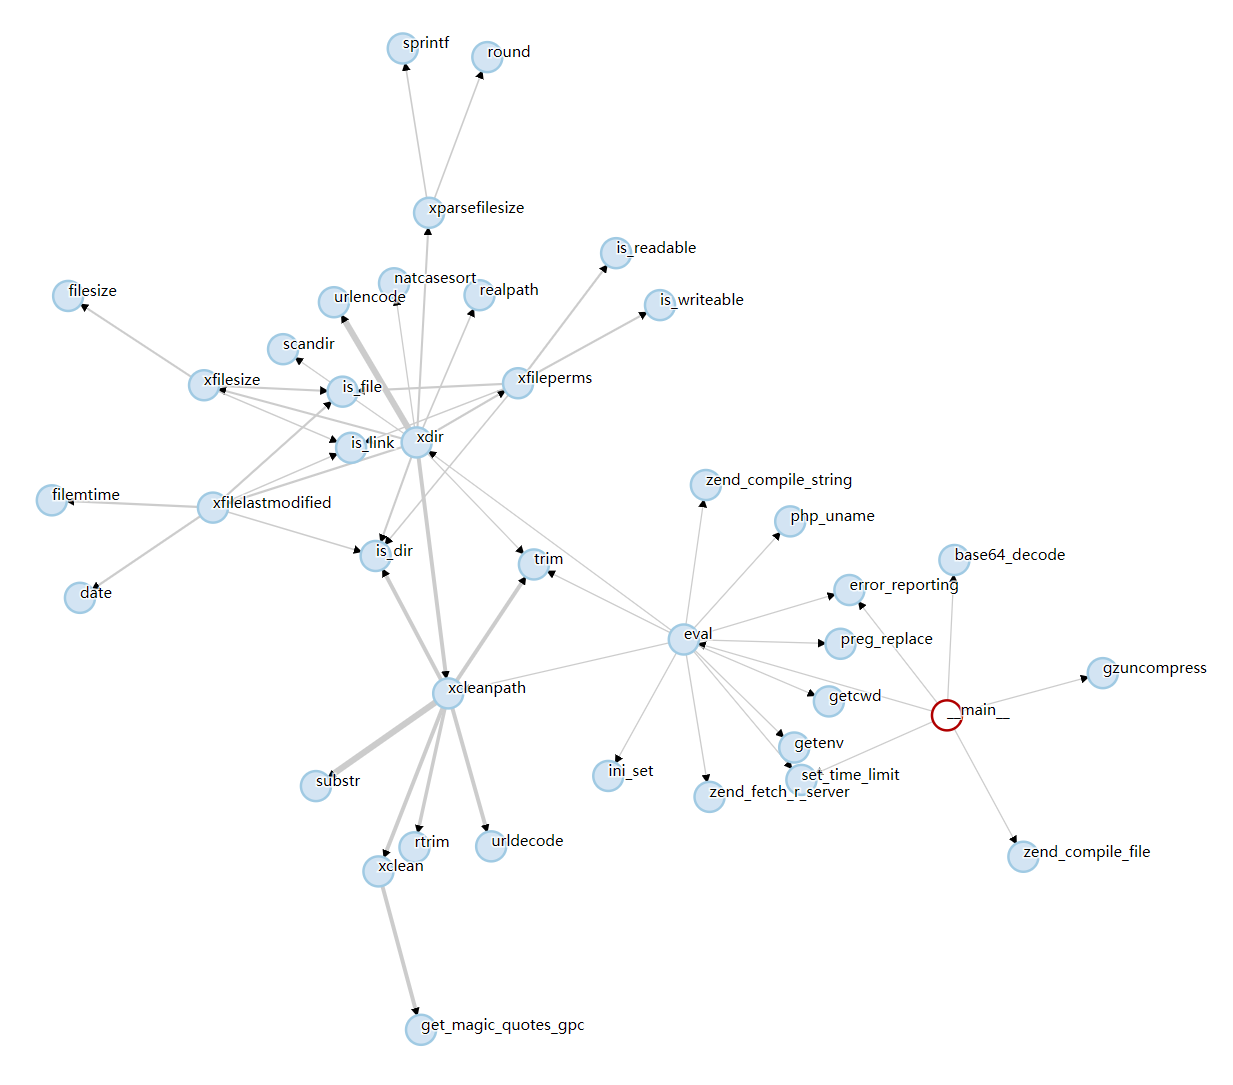 sprintf
round
xparsefilesize
is_readable
natcasesort
realpath
filesize
urlencode
is_writeable
scandir
xfilesize
is_file
xfileperms
xdir
is_link
zend_compile_string
filemtime
xfilelastmodified
php_uname
is_dir
trim
base64_decode
error_reporting
date
eval
preg_replace
gzuncompress
xcleanpath
getcwd
__main__
getenv
ini_set
set_time_limit
substr
zend_fetch_r_server
rtrim
urldecode
zend_compile_file
xclean
get_magic_quotes_gpc